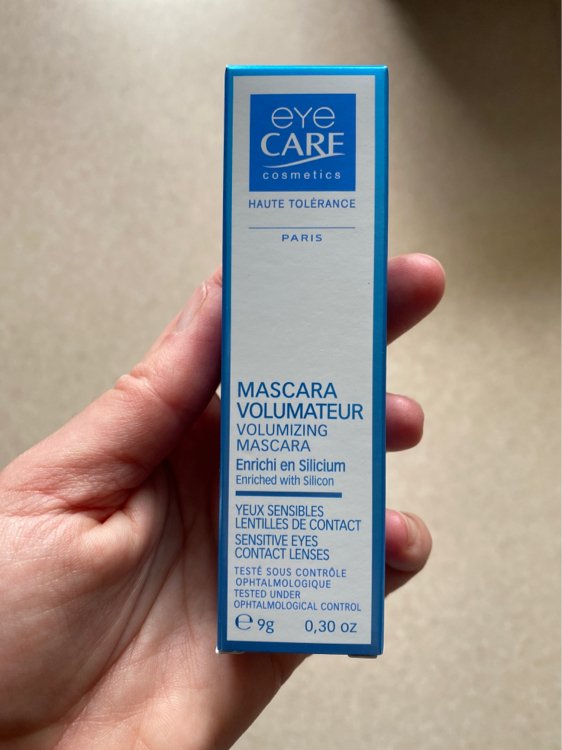 eye
CARE
cosmetics
HAUTE TOLÉRANCE
PARIS
MASCARA
VOLUMATEUR
VOLUMIZING
MASCARA
Enrichi en Silicium
Enriched with Silicon
YEUX SENSIBLES
LENTILLES DE CONTACT
SENSITIVE EYES
CONTACT LENSES
TESTÉ SOUS CONTRÔLE
OPHTALMOLOGIQUE
TESTED UNDER
OPHTALMOLOGICAL CONTROL
℮ 9g 0,30 oz